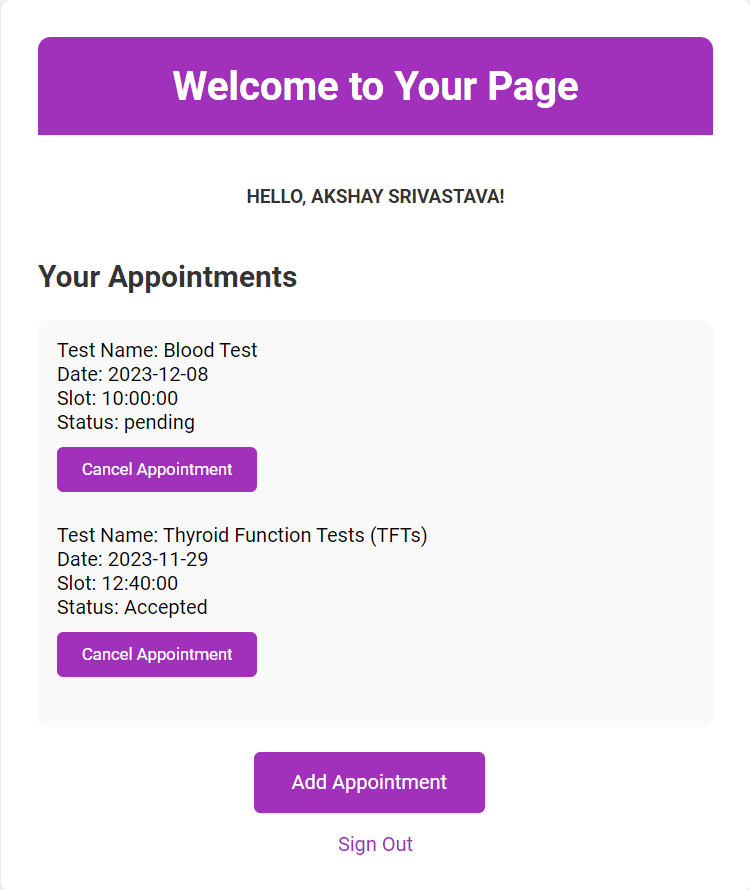 Welcome to Your Page
HELLO, AKSHAY SRIVASTAVA!
Your Appointments
Test Name: Blood Test
Date: 2023-12-08
Slot: 10:00:00
Status: pending
Cancel Appointment
Test Name: Thyroid Function Tests (TFTs)
Date: 2023-11-29
Slot: 12:40:00
Status: Accepted
Cancel Appointment
Add Appointment
Sign Out